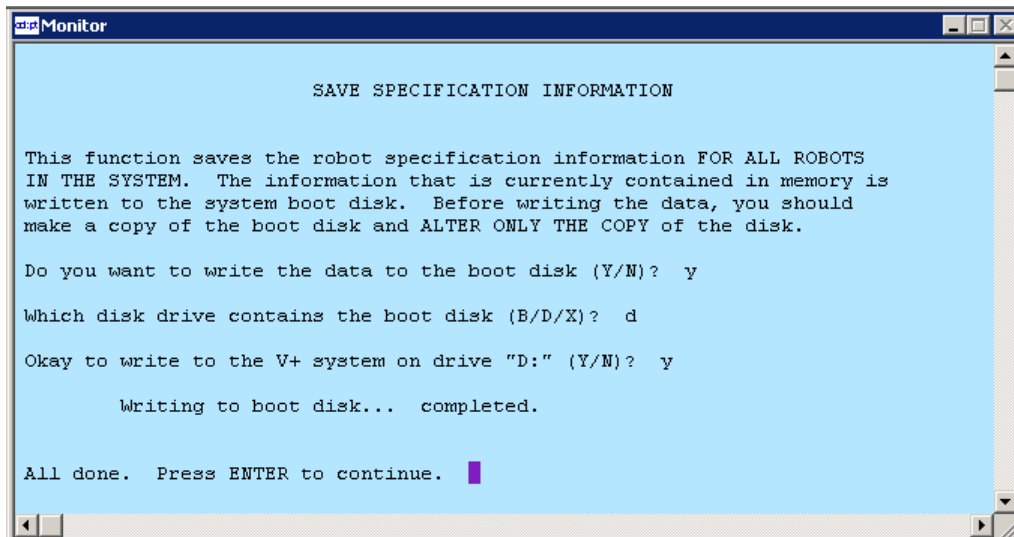 adept Monitor
SAVE SPECIFICATION INFORMATION
This function saves the robot specification information FOR ALL ROBOTS
IN THE SYSTEM.  The information that is currently contained in memory is
written to the system boot disk.  Before writing the data, you should
make a copy of the boot disk and ALTER ONLY THE COPY of the disk.
Do you want to write the data to the boot disk (Y/N)?  y
Which disk drive contains the boot disk (B/D/X)?  d
Okay to write to the V+ system on drive "D:" (Y/N)?  y
Writing to boot disk...  completed.
All done.  Press ENTER to continue.